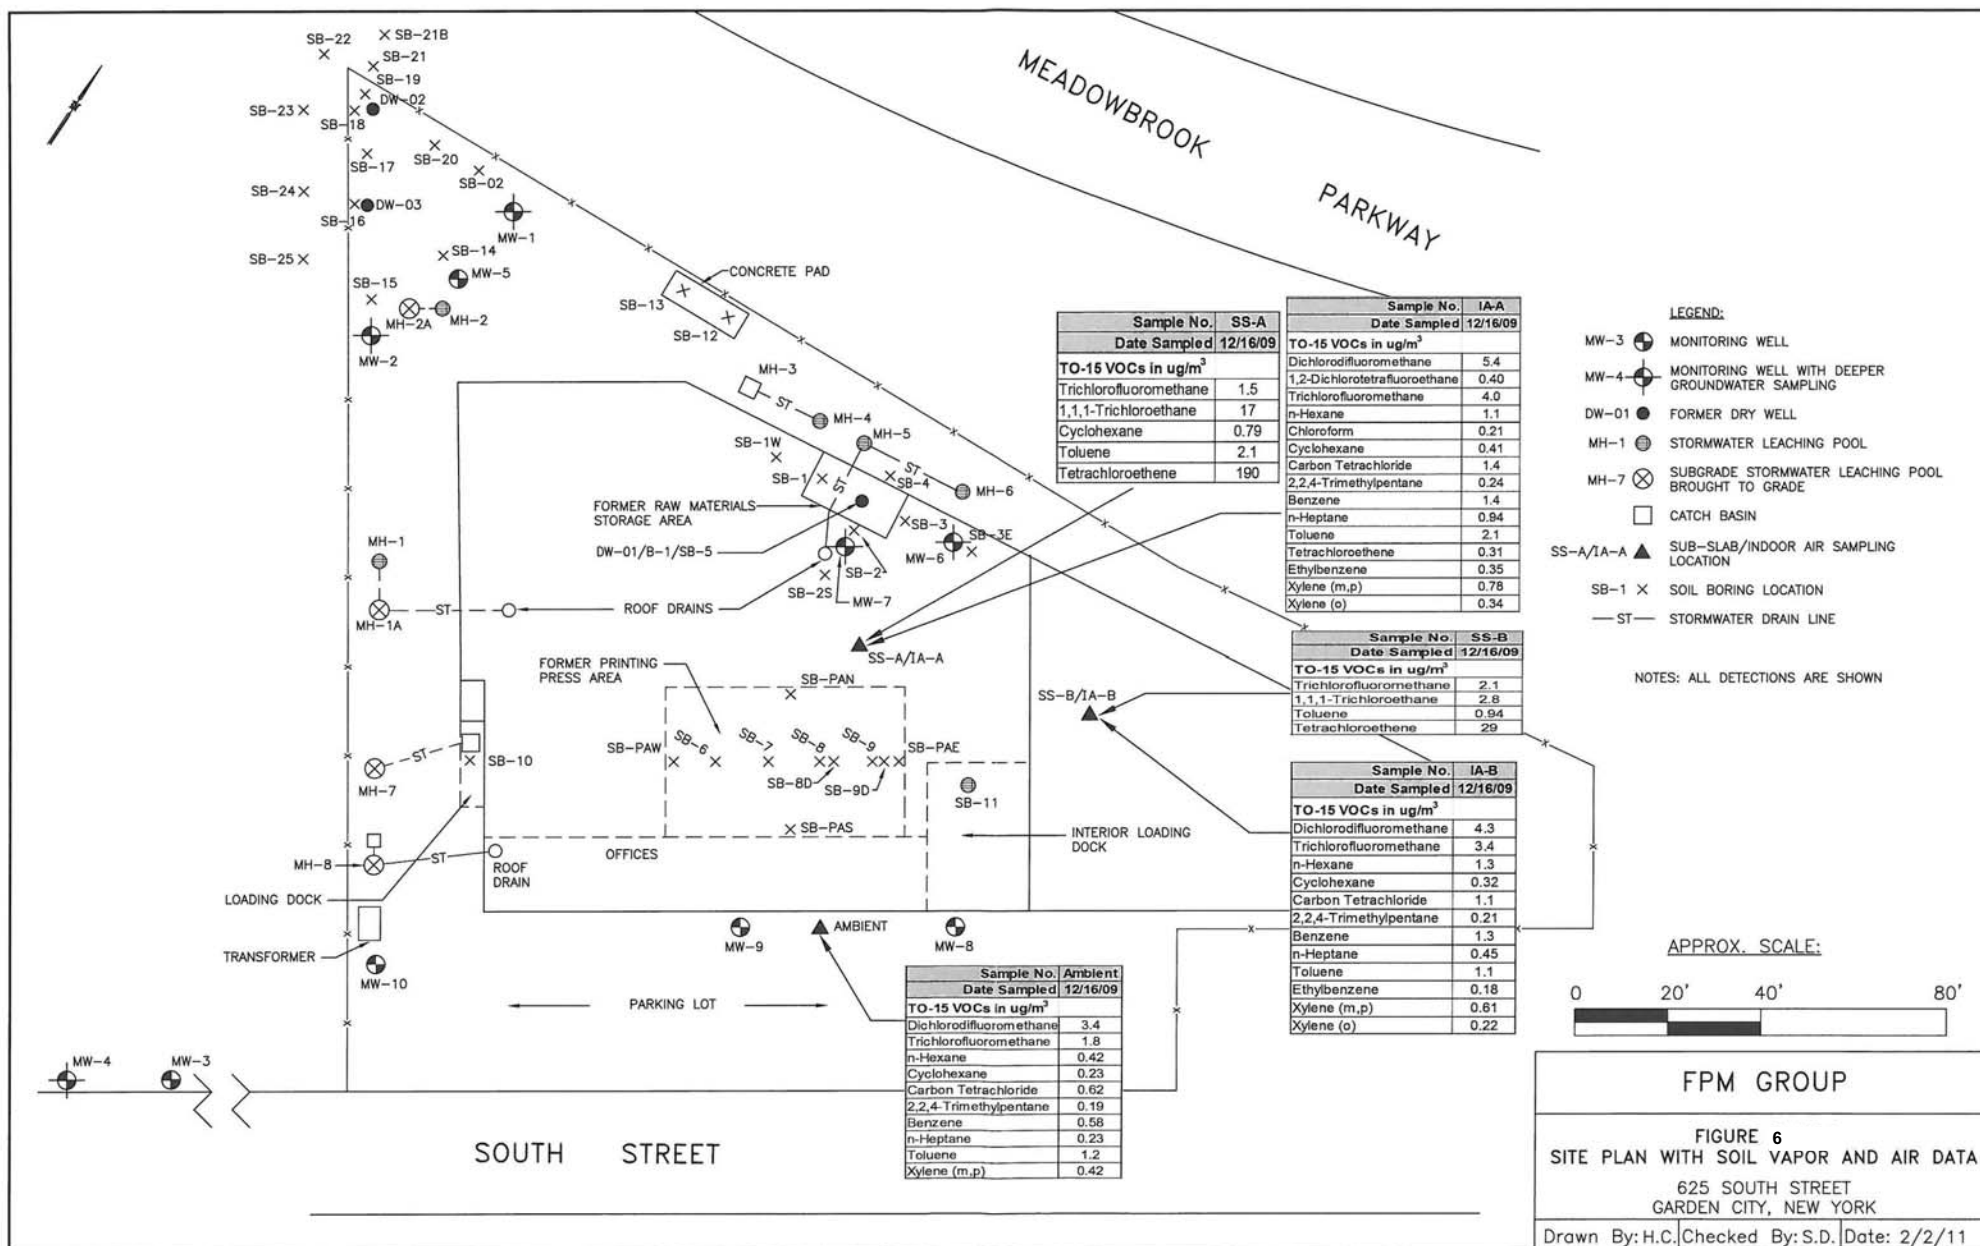 SB-22
SB-21B
SB-21
SB-19
DW-02
SB-23
SB-18
SB-17
SB-20
SB-02
SB-24
DW-03
SB-16
MW-1
SB-14
SB-25
MW-5
SB-15
MH-2A
MH-2
MW-2
MEADOWBROOK
PARKWAY
CONCRETE PAD
SB-13
SB-12
MH-3
ST
MH-4
MH-5
ST
SB-1W
SB-1
ST
SB-4
MH-6
FORMER RAW MATERIALS
STORAGE AREA
SB-3
SB-3E
DW-01/B-1/SB-5
MW-6
SB-2
SB-2S
MW-7
MH-1
MH-1A
ST
ROOF DRAINS
SS-A/IA-A
FORMER PRINTING
PRESS AREA
SB-PAN
SS-B/IA-B
SB-PAW
SB-6
SB-7
SB-8
SB-9
SB-PAE
SB-8D
SB-9D
ST
SB-10
MH-7
SB-11
SB-PAS
INTERIOR LOADING
DOCK
OFFICES
MH-8
ST
ROOF
DRAIN
LOADING DOCK
TRANSFORMER
MW-10
MW-9
AMBIENT
MW-8
PARKING LOT
MW-4
MW-3
SOUTH STREET
Sample No. SS-A
Date Sampled 12/16/09
TO-15 VOCs in ug/m³
Trichlorofluoromethane 1.5
1,1,1-Trichloroethane 17
Cyclohexane 0.79
Toluene 2.1
Tetrachloroethene 190
Sample No. IA-A
Date Sampled 12/16/09
TO-15 VOCs in ug/m³
Dichlorodifluoromethane 5.4
1,2-Dichlorotetrafluoroethane 0.40
Trichlorofluoromethane 4.0
n-Hexane 1.1
Chloroform 0.21
Cyclohexane 0.41
Carbon Tetrachloride 1.4
2,2,4-Trimethylpentane 0.24
Benzene 1.4
n-Heptane 0.94
Toluene 2.1
Tetrachloroethene 0.31
Ethylbenzene 0.35
Xylene (m,p) 0.78
Xylene (o) 0.34
Sample No. SS-B
Date Sampled 12/16/09
TO-15 VOCs in ug/m³
Trichlorofluoromethane 2.1
1,1,1-Trichloroethane 2.8
Toluene 0.94
Tetrachloroethene 29
Sample No. IA-B
Date Sampled 12/16/09
TO-15 VOCs in ug/m³
Dichlorodifluoromethane 4.3
Trichlorofluoromethane 3.4
n-Hexane 1.3
Cyclohexane 0.32
Carbon Tetrachloride 1.1
2,2,4-Trimethylpentane 0.21
Benzene 1.3
n-Heptane 0.45
Toluene 1.1
Ethylbenzene 0.18
Xylene (m,p) 0.61
Xylene (o) 0.22
Sample No. Ambient
Date Sampled 12/16/09
TO-15 VOCs in ug/m³
Dichlorodifluoromethane 3.4
Trichlorofluoromethane 1.8
n-Hexane 0.42
Cyclohexane 0.23
Carbon Tetrachloride 0.62
2,2,4-Trimethylpentane 0.19
Benzene 0.58
n-Heptane 0.23
Toluene 1.2
Xylene (m,p) 0.42
LEGEND:
MW-3 MONITORING WELL
MW-4 MONITORING WELL WITH DEEPER
GROUNDWATER SAMPLING
DW-01 FORMER DRY WELL
MH-1 STORMWATER LEACHING POOL
MH-7 SUBGRADE STORMWATER LEACHING POOL
BROUGHT TO GRADE
CATCH BASIN
SS-A/IA-A SUB-SLAB/INDOOR AIR SAMPLING
LOCATION
SB-1 SOIL BORING LOCATION
ST STORMWATER DRAIN LINE
NOTES: ALL DETECTIONS ARE SHOWN
APPROX. SCALE:
0 20' 40' 80'
FPM GROUP
FIGURE 6
SITE PLAN WITH SOIL VAPOR AND AIR DATA
625 SOUTH STREET
GARDEN CITY, NEW YORK
Drawn By: H.C. Checked By: S.D. Date: 2/2/11